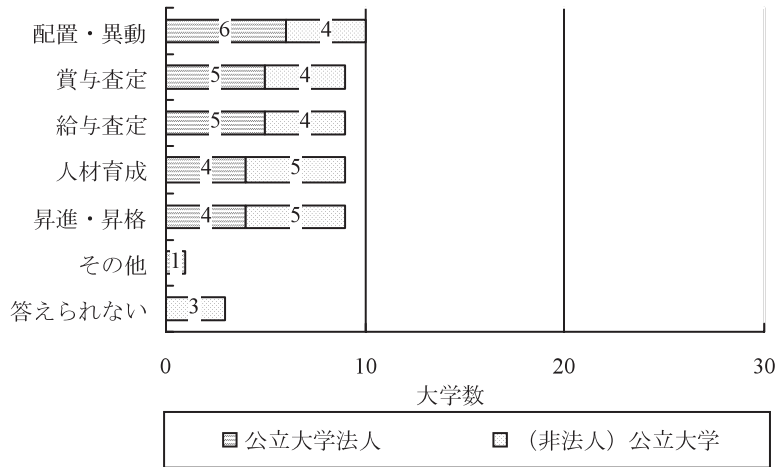 配置・異動 6 4
賞与査定 5 4
給与査定 5 4
人材育成 4 5
昇進・昇格 4 5
その他 1
答えられない 3
0 10 20 30
大学数
公立大学法人 （非法人）公立大学